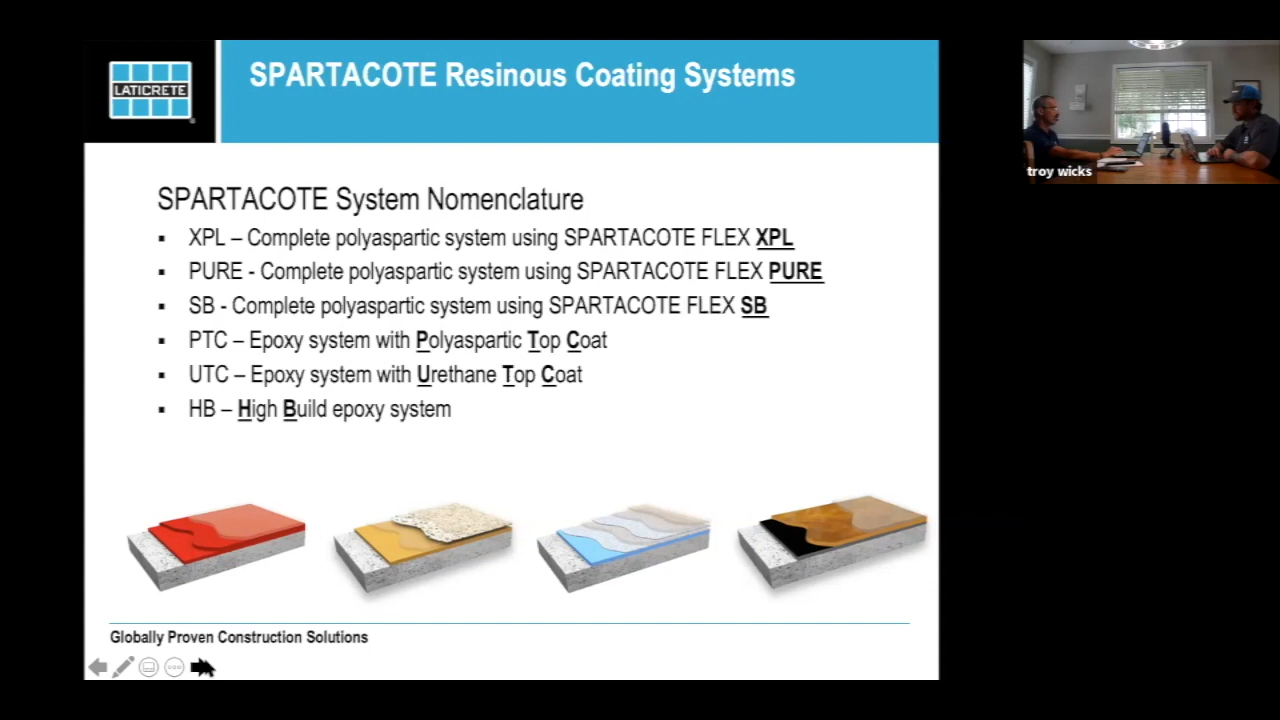 LATICRETE
SPARTACOTE Resinous Coating Systems
troy wicks
SPARTACOTE System Nomenclature
▪ XPL – Complete polyaspartic system using SPARTACOTE FLEX XPL
▪ PURE - Complete polyaspartic system using SPARTACOTE FLEX PURE
▪ SB - Complete polyaspartic system using SPARTACOTE FLEX SB
▪ PTC – Epoxy system with Polyaspartic Top Coat
▪ UTC – Epoxy system with Urethane Top Coat
▪ HB – High Build epoxy system
Globally Proven Construction Solutions